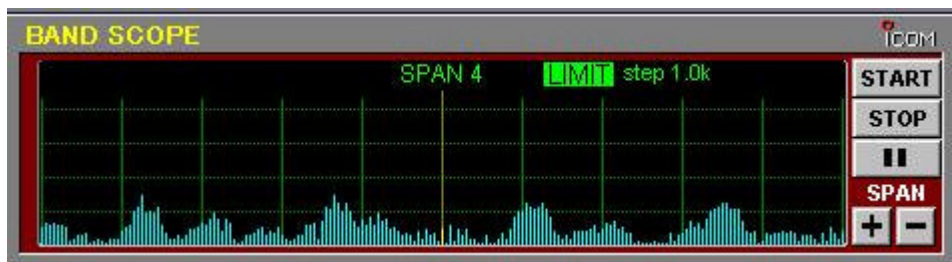 BAND SCOPE
icom
SPAN 4 LIMIT step 1.0k
START
STOP
SPAN
+ -